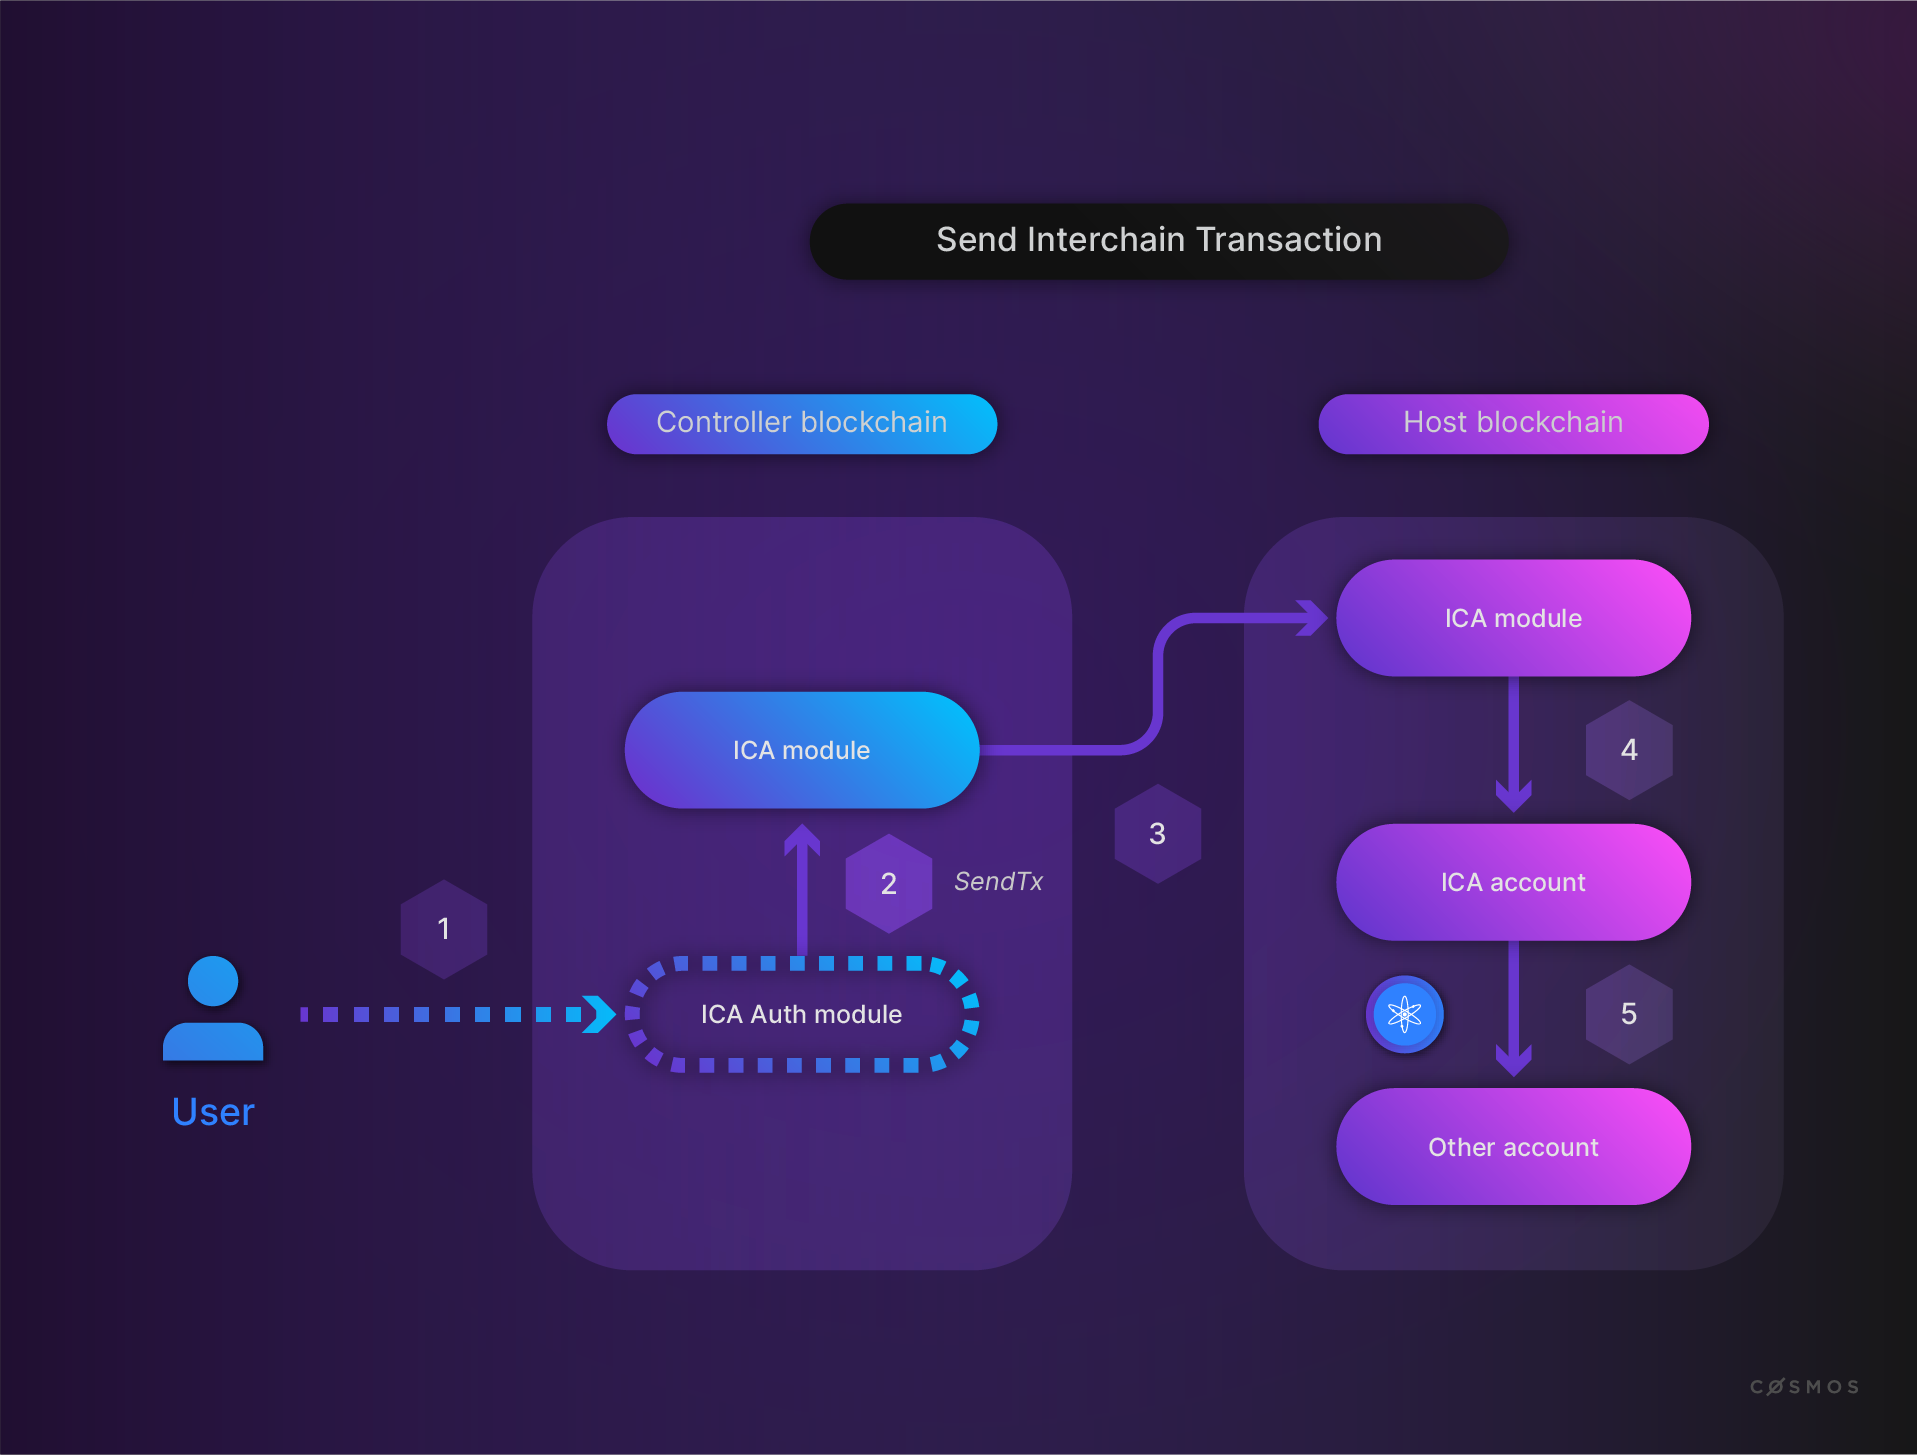 Send Interchain Transaction
Controller blockchain
Host blockchain
ICA module
ICA module
4
3
2
SendTx
ICA account
1
ICA Auth module
5
User
Other account
CØSMOS